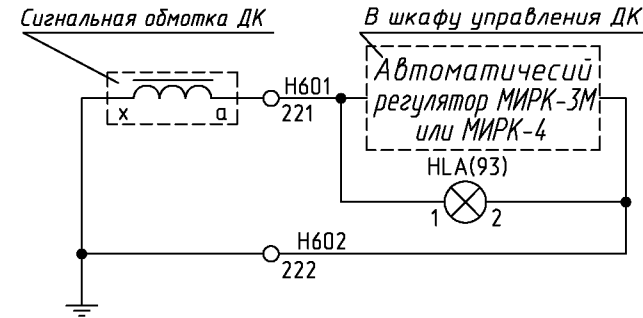 Сигнальная обмотка ДК
В шкафу управления ДК
x
a
H601
221
Автоматичесий
регулятор МИРК-3М
или МИРК-4
HLA(93)
1
2
H602
222